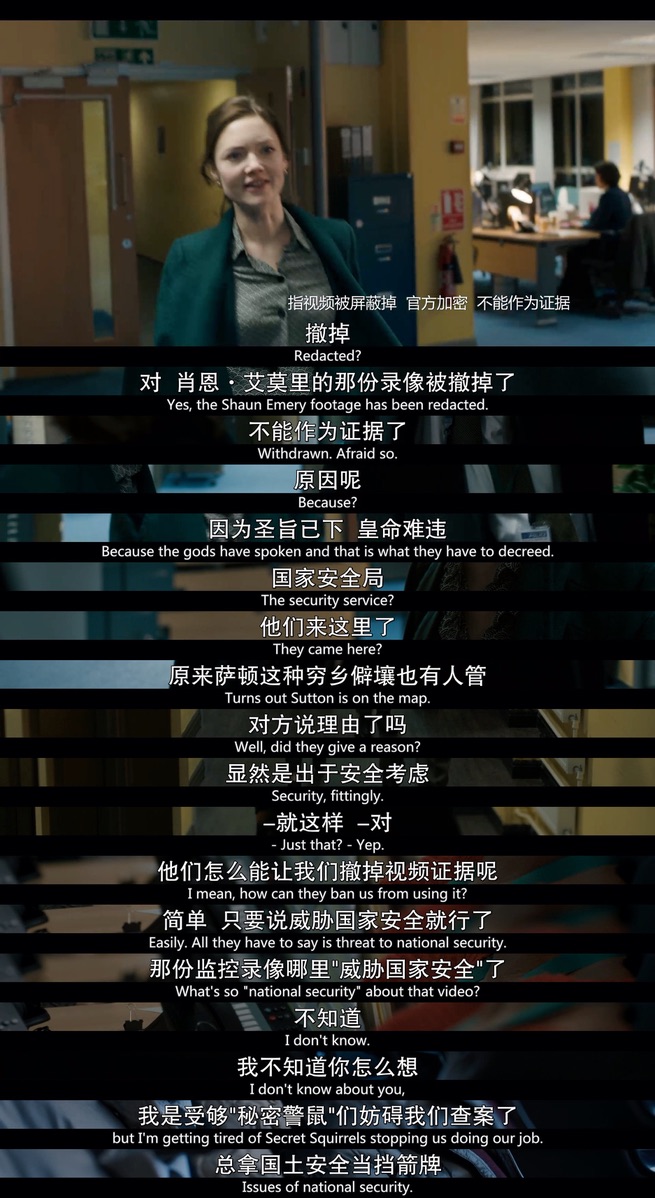 指视频被屏蔽掉 官方加密 不能作为证据
撤掉
Redacted?
对 肖恩·艾莫里的那份录像被撤掉了
Yes, the Shaun Emery footage has been redacted.
不能作为证据了
Withdrawn. Afraid so.
原因呢
Because?
因为圣旨已下 皇命难违
Because the gods have spoken and that is what they have to decreed.
国家安全局
The security service?
他们来这里了
They came here?
原来萨顿这种穷乡僻壤也有人管
Turns out Sutton is on the map.
对方说理由了吗
Well, did they give a reason?
显然是出于安全考虑
Security, fittingly.
–就这样 –对
- Just that? - Yep.
他们怎么能让我们撤掉视频证据呢
I mean, how can they ban us from using it?
简单 只要说威胁国家安全就行了
Easily. All they have to say is threat to national security.
那份监控录像哪里"威胁国家安全"了
What's so "national security" about that video?
不知道
I don't know.
我不知道你怎么想
I don't know about you,
我是受够"秘密警鼠"们妨碍我们查案了
but I'm getting tired of Secret Squirrels stopping us doing our job.
总拿国土安全当挡箭牌
Issues of national security.